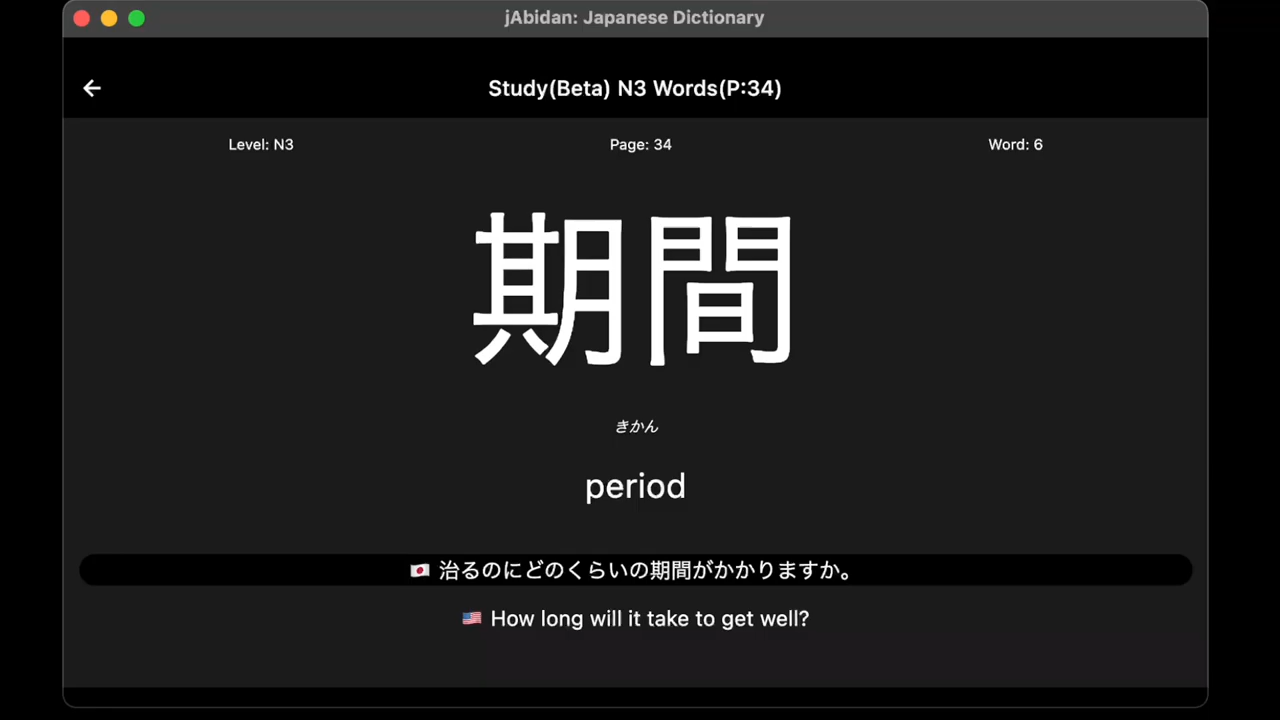 jAbidan: Japanese Dictionary
Study(Beta) N3 Words(P:34)
Level: N3
Page: 34
Word: 6
期間
きかん
period
治るのにどのくらいの期間がかかりますか。
How long will it take to get well?